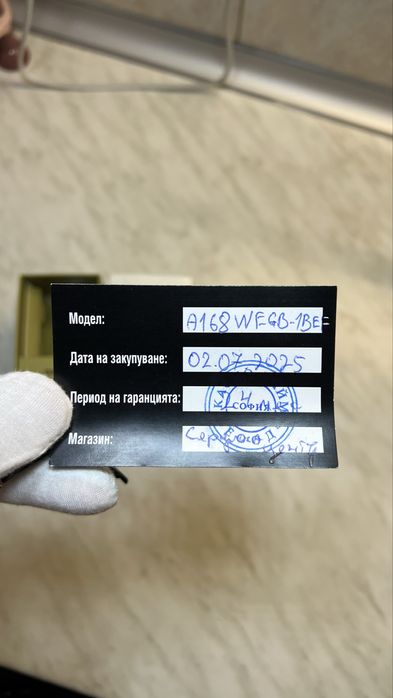 Модел: A168WEGB-1BE
Дата на закупуване: 02.07.2025
Период на гаранцията:
София
Магазин: